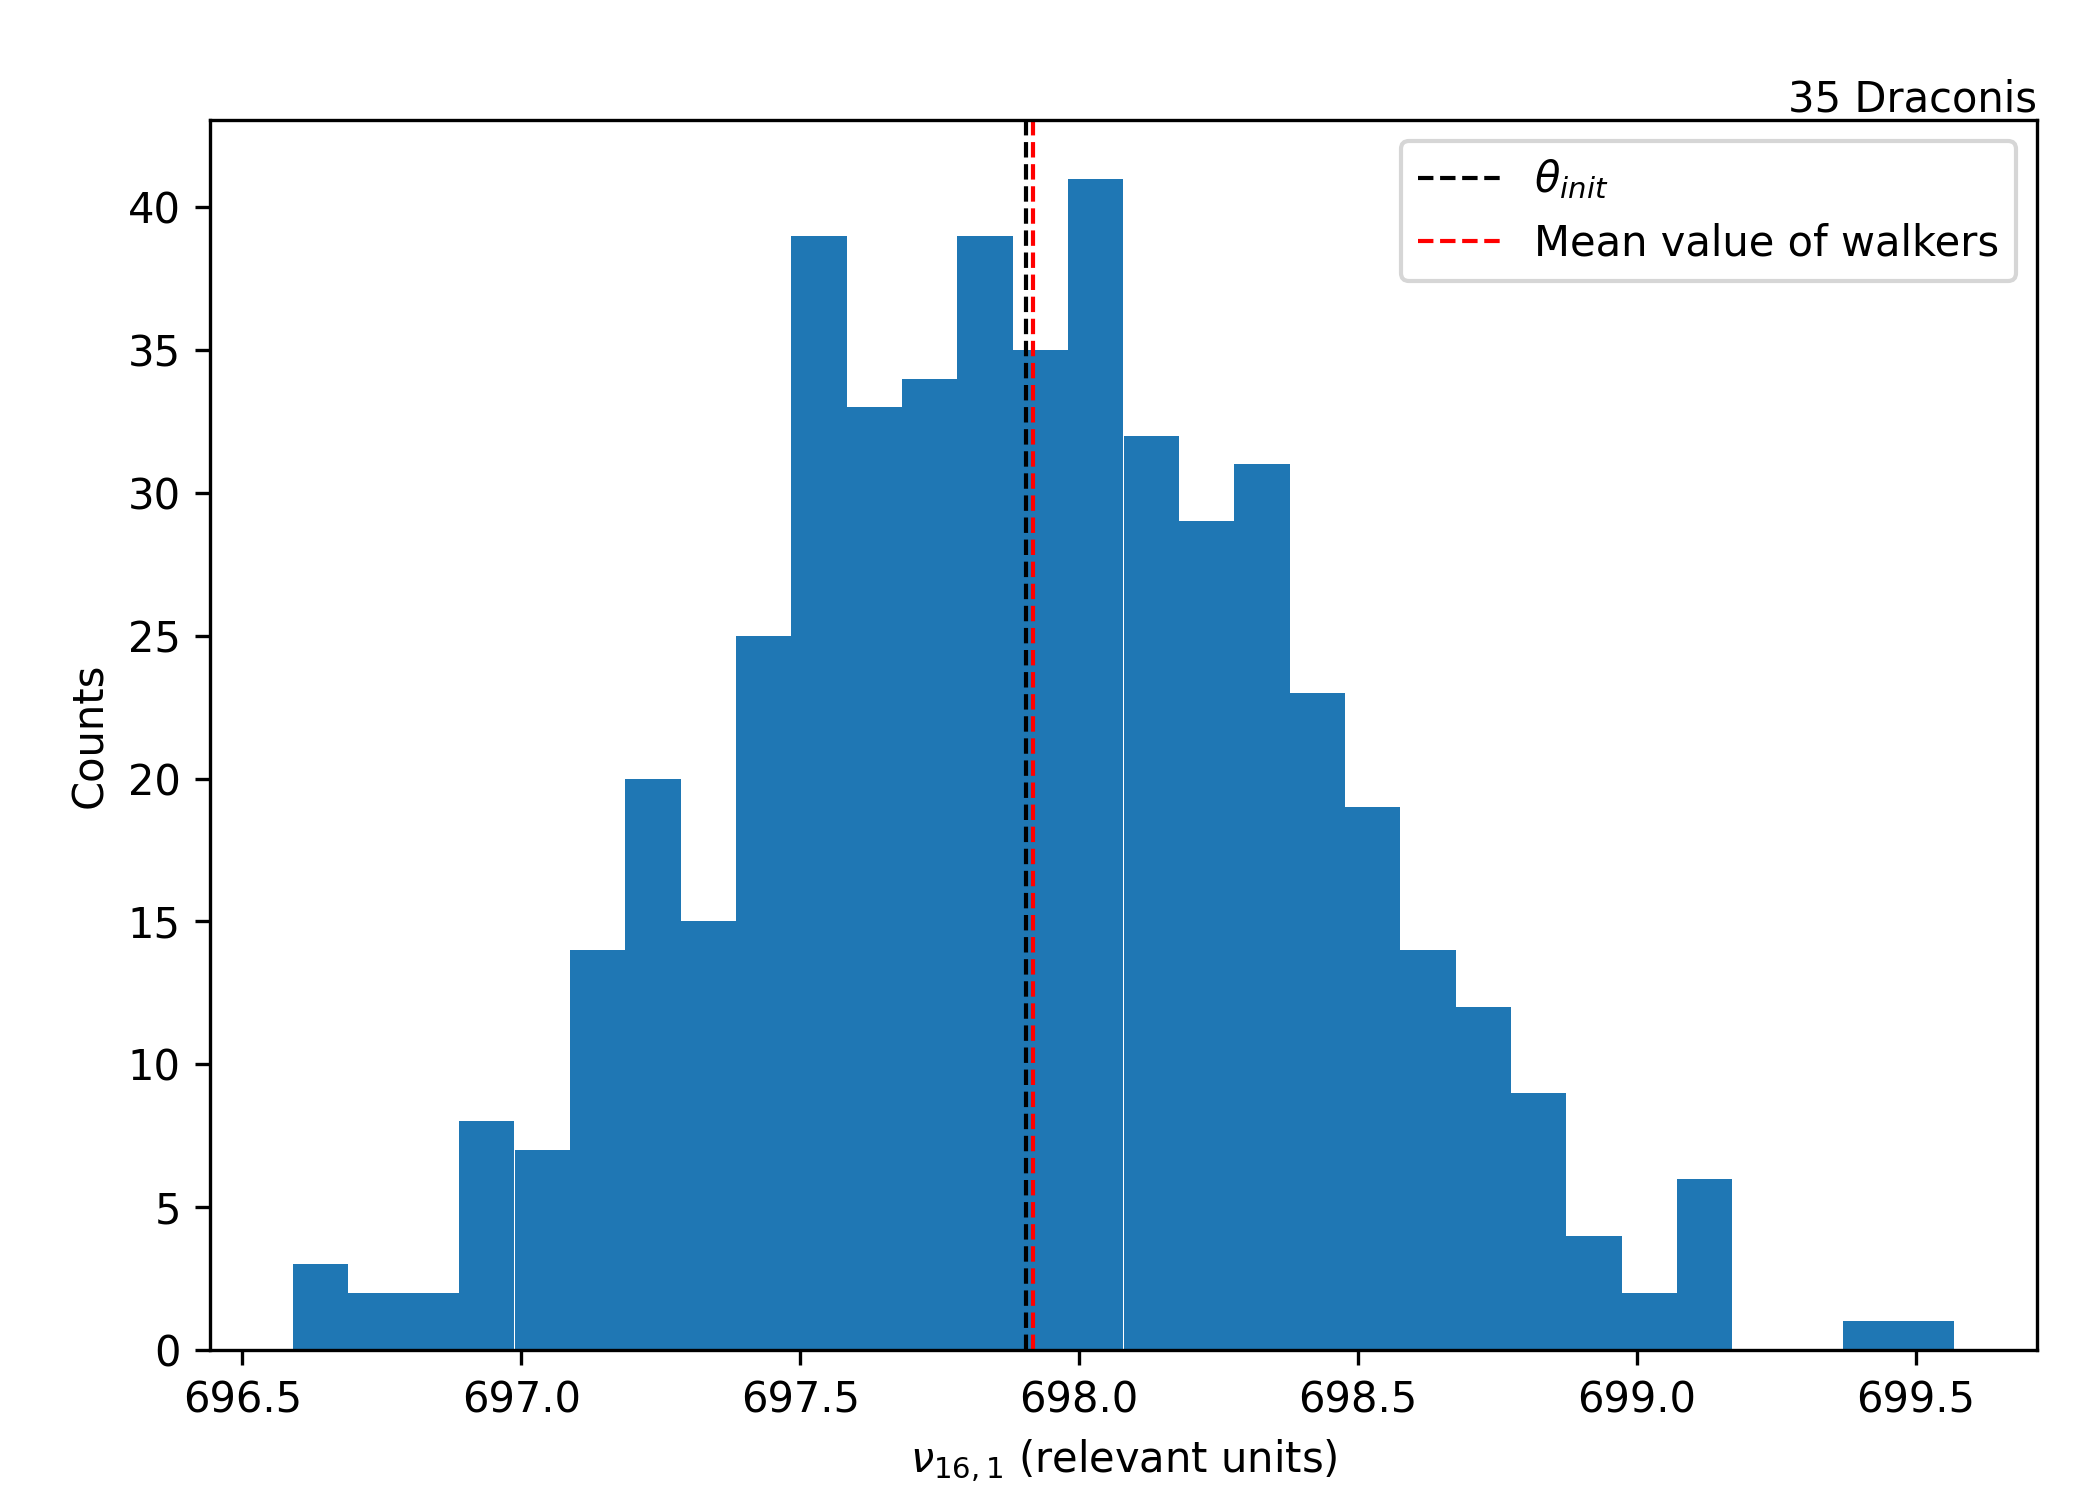 35 Draconis
θinit
Mean value of walkers
40
35
30
25
20
15
10
5
0
Counts
696.5 697.0 697.5 698.0 698.5 699.0 699.5
ν16, 1 (relevant units)